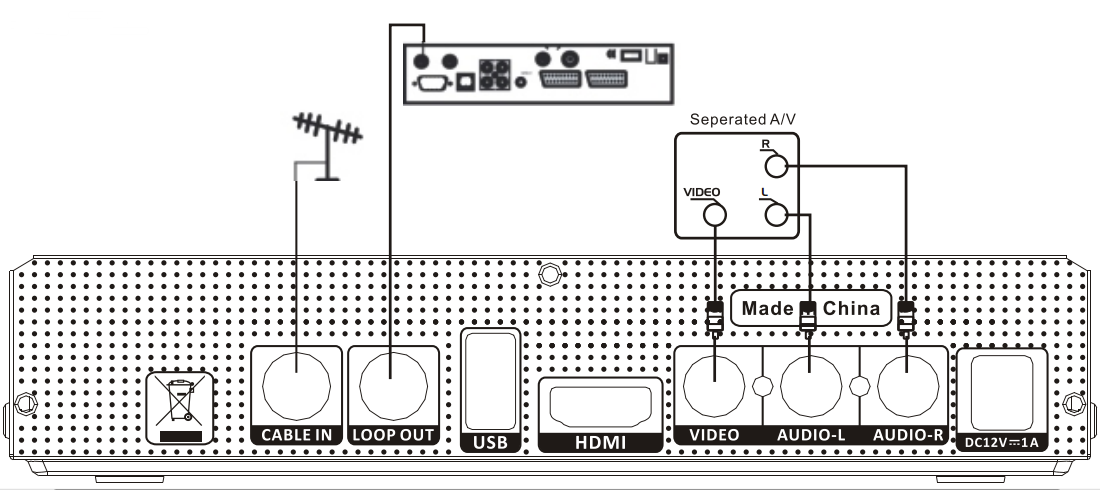 Seperated A/V
R
VIDEO
L
Made China
CABLE IN
LOOP OUT
USB
HDMI
VIDEO
AUDIO-L
AUDIO-R
DC12V⎓1A